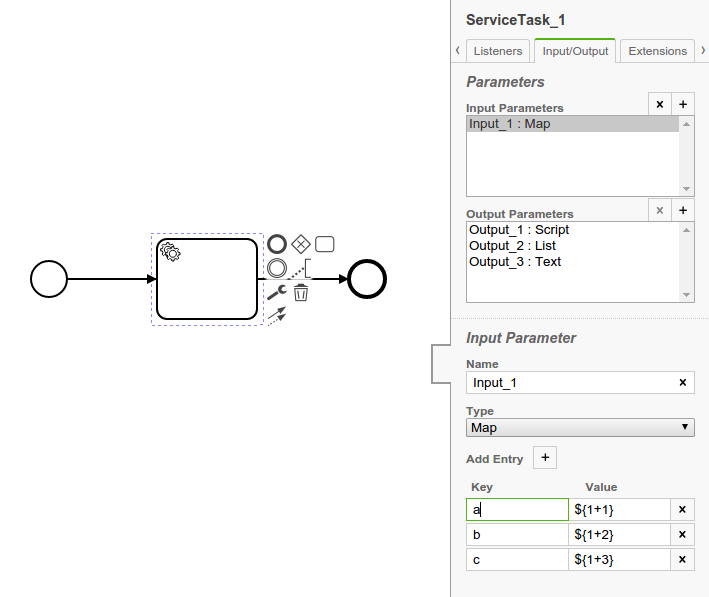 ServiceTask_1
Listeners Input/Output Extensions
Parameters
Input Parameters x +
Input_1 : Map
Output Parameters x +
Output_1 : Script
Output_2 : List
Output_3 : Text
Input Parameter
Name
Input_1 x
Type
Map
Add Entry +
Key Value
a ${1+1} x
b ${1+2} x
c ${1+3} x